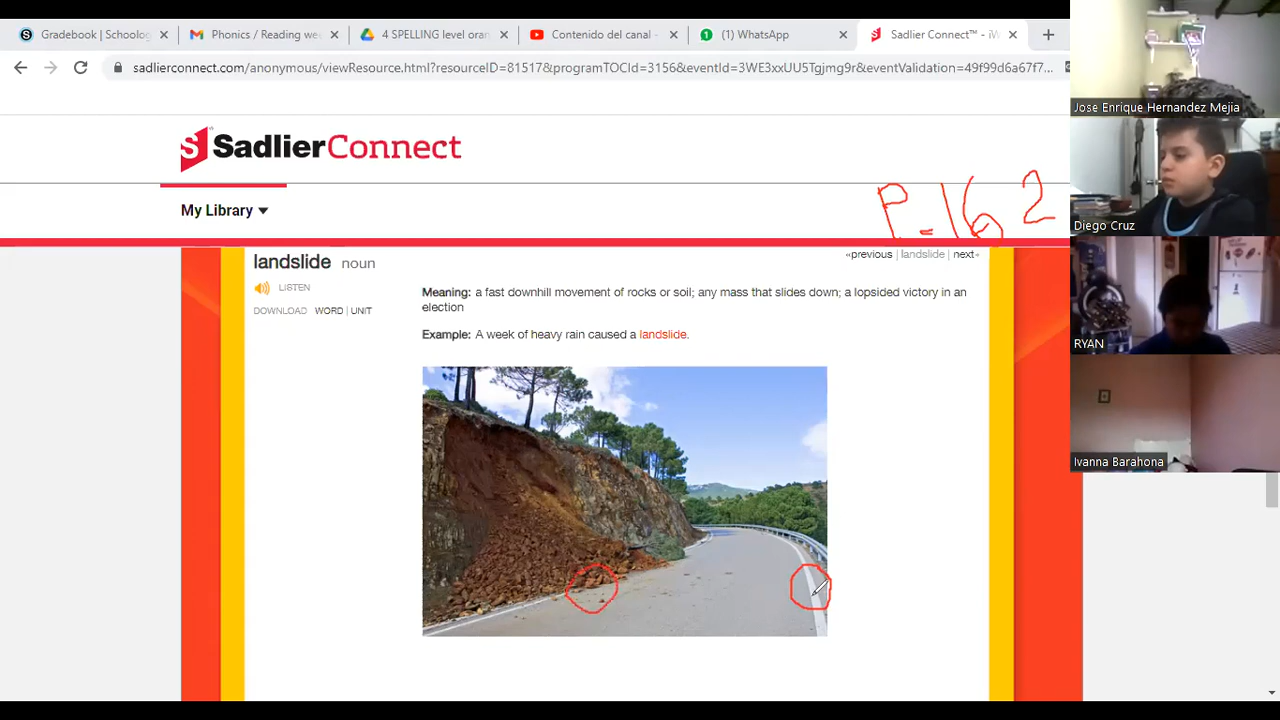 Gradebook | Schoolog
Phonics / Reading we
4 SPELLING level on
Contenido del canal -
(1) WhatsApp
Sadlier Connect™ - iW
sadlierconnect.com/anonymous/viewResource.html?resourceID=81517&programTOCId=3156&eventId=3WE3xxUU5Tgjmg9r&eventValidation=49f99d6a67f7...
Sadlier Connect
My Library
P. 162
landslide noun
«previous | landslide | next»
LISTEN
DOWNLOAD WORD | UNIT
Meaning: a fast downhill movement of rocks or soil; any mass that slides down; a lopsided victory in an
election
Example: A week of heavy rain caused a landslide.
Jose Enrique Hernandez Mejia
Diego Cruz
RYAN
Ivanna Barahona